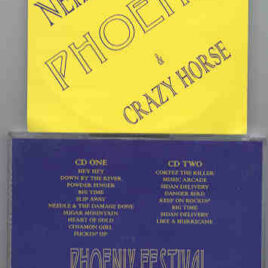 NEIL
PHOENIX
&
CRAZY HORSE
CD ONE
HEY HEY
DOWN BY THE RIVER
POWDER FINGER
BIG TIME
SLIP AWAY
NEEDLE & THE DAMAGE DONE
SUGAR MOUNTAIN
HEART OF GOLD
CINAMON GIRL
FUCKIN' UP
CD TWO
CORTEZ THE KILLER
MUSIC ARCADE
SEDAN DELIVERY
DANGER BIRD
KEEP ON ROCKIN'
BIG TIME
SEDAN DELIVERY
LIKE A HURRICANE
PHOENIX FESTIVAL